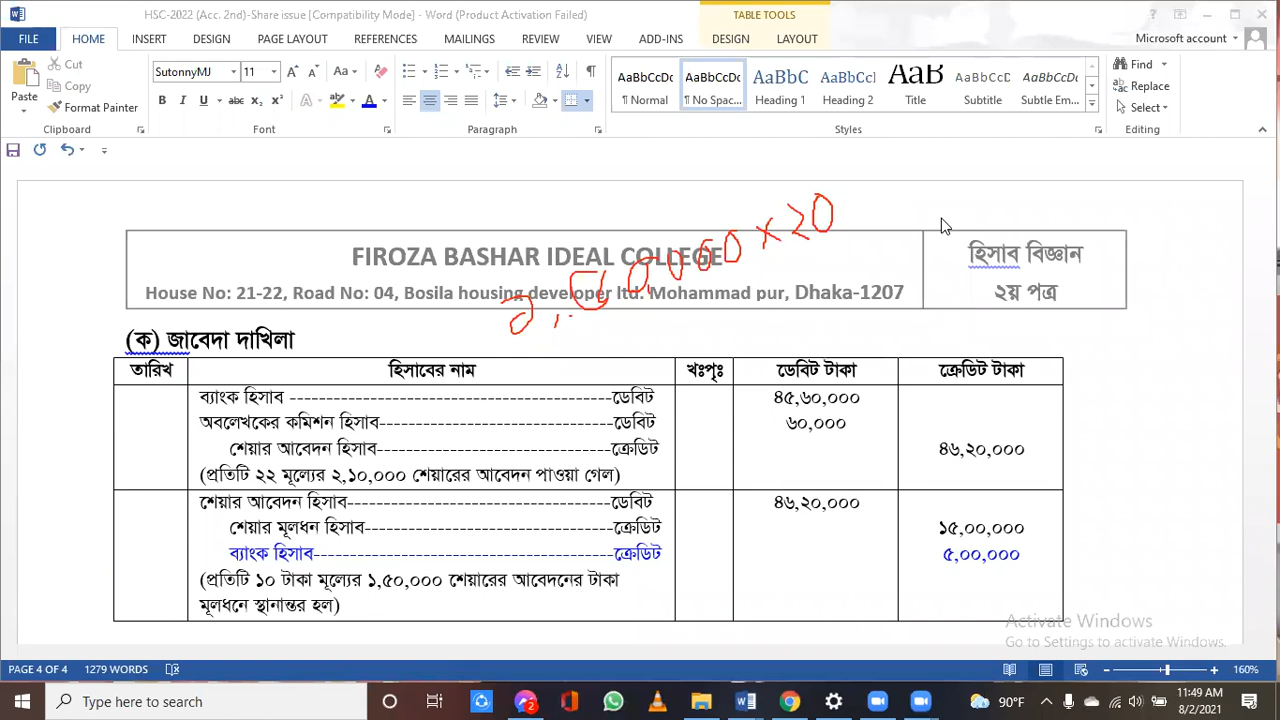 HSC-2022 (Acc. 2nd)-Share issue [Compatibility Mode] - Word (Product Activation Failed)
TABLE TOOLS
FILE HOME INSERT DESIGN PAGE LAYOUT REFERENCES MAILINGS REVIEW VIEW ADD-INS DESIGN LAYOUT
Microsoft account
Cut
Copy
Format Painter
Paste
SutonnyMJ 11
AaBbCcDc AaBbCcDc AaBbC AaBbCc AaB AaBbCcD AaBbCcDc
¶ Normal ¶ No Spac... Heading 1 Heading 2 Title Subtitle Subtle Em...
Find
Replace
Select
Clipboard Font Paragraph Styles Editing
FIROZA BASHAR IDEAL COLLEGE
House No: 21-22, Road No: 04, Bosila housing developer ltd. Mohammad pur, Dhaka-1207
হিসাব বিজ্ঞান
২য় পত্র
(ক) জাবেদা দাখিলা
তারিখ হিসাবের নাম খঃপৃঃ ডেবিট টাকা ক্রেডিট টাকা
ব্যাংক হিসাব ---ডেবিট ৪৫,৬০,০০০
অবলেখকের কমিশন হিসাব---ডেবিট ৬০,০০০
শেয়ার আবেদন হিসাব---ক্রেডিট ৪৬,২০,০০০
(প্রতিটি ২২ মূল্যের ২,১০,০০০ শেয়ারের আবেদন পাওয়া গেল)
শেয়ার আবেদন হিসাব---ডেবিট ৪৬,২০,০০০
শেয়ার মূলধন হিসাব---ক্রেডিট ১৫,০০,০০০
ব্যাংক হিসাব---ক্রেডিট ৫,০০,০০০
(প্রতিটি ১০ টাকা মূল্যের ১,৫০,০০০ শেয়ারের আবেদনের টাকা
মূলধনে স্থানান্তর হল)
Activate Windows
Go to Settings to activate Windows.
PAGE 4 OF 4 1279 WORDS 160%
Type here to search
2
90°F
11:49 AM
8/2/2021